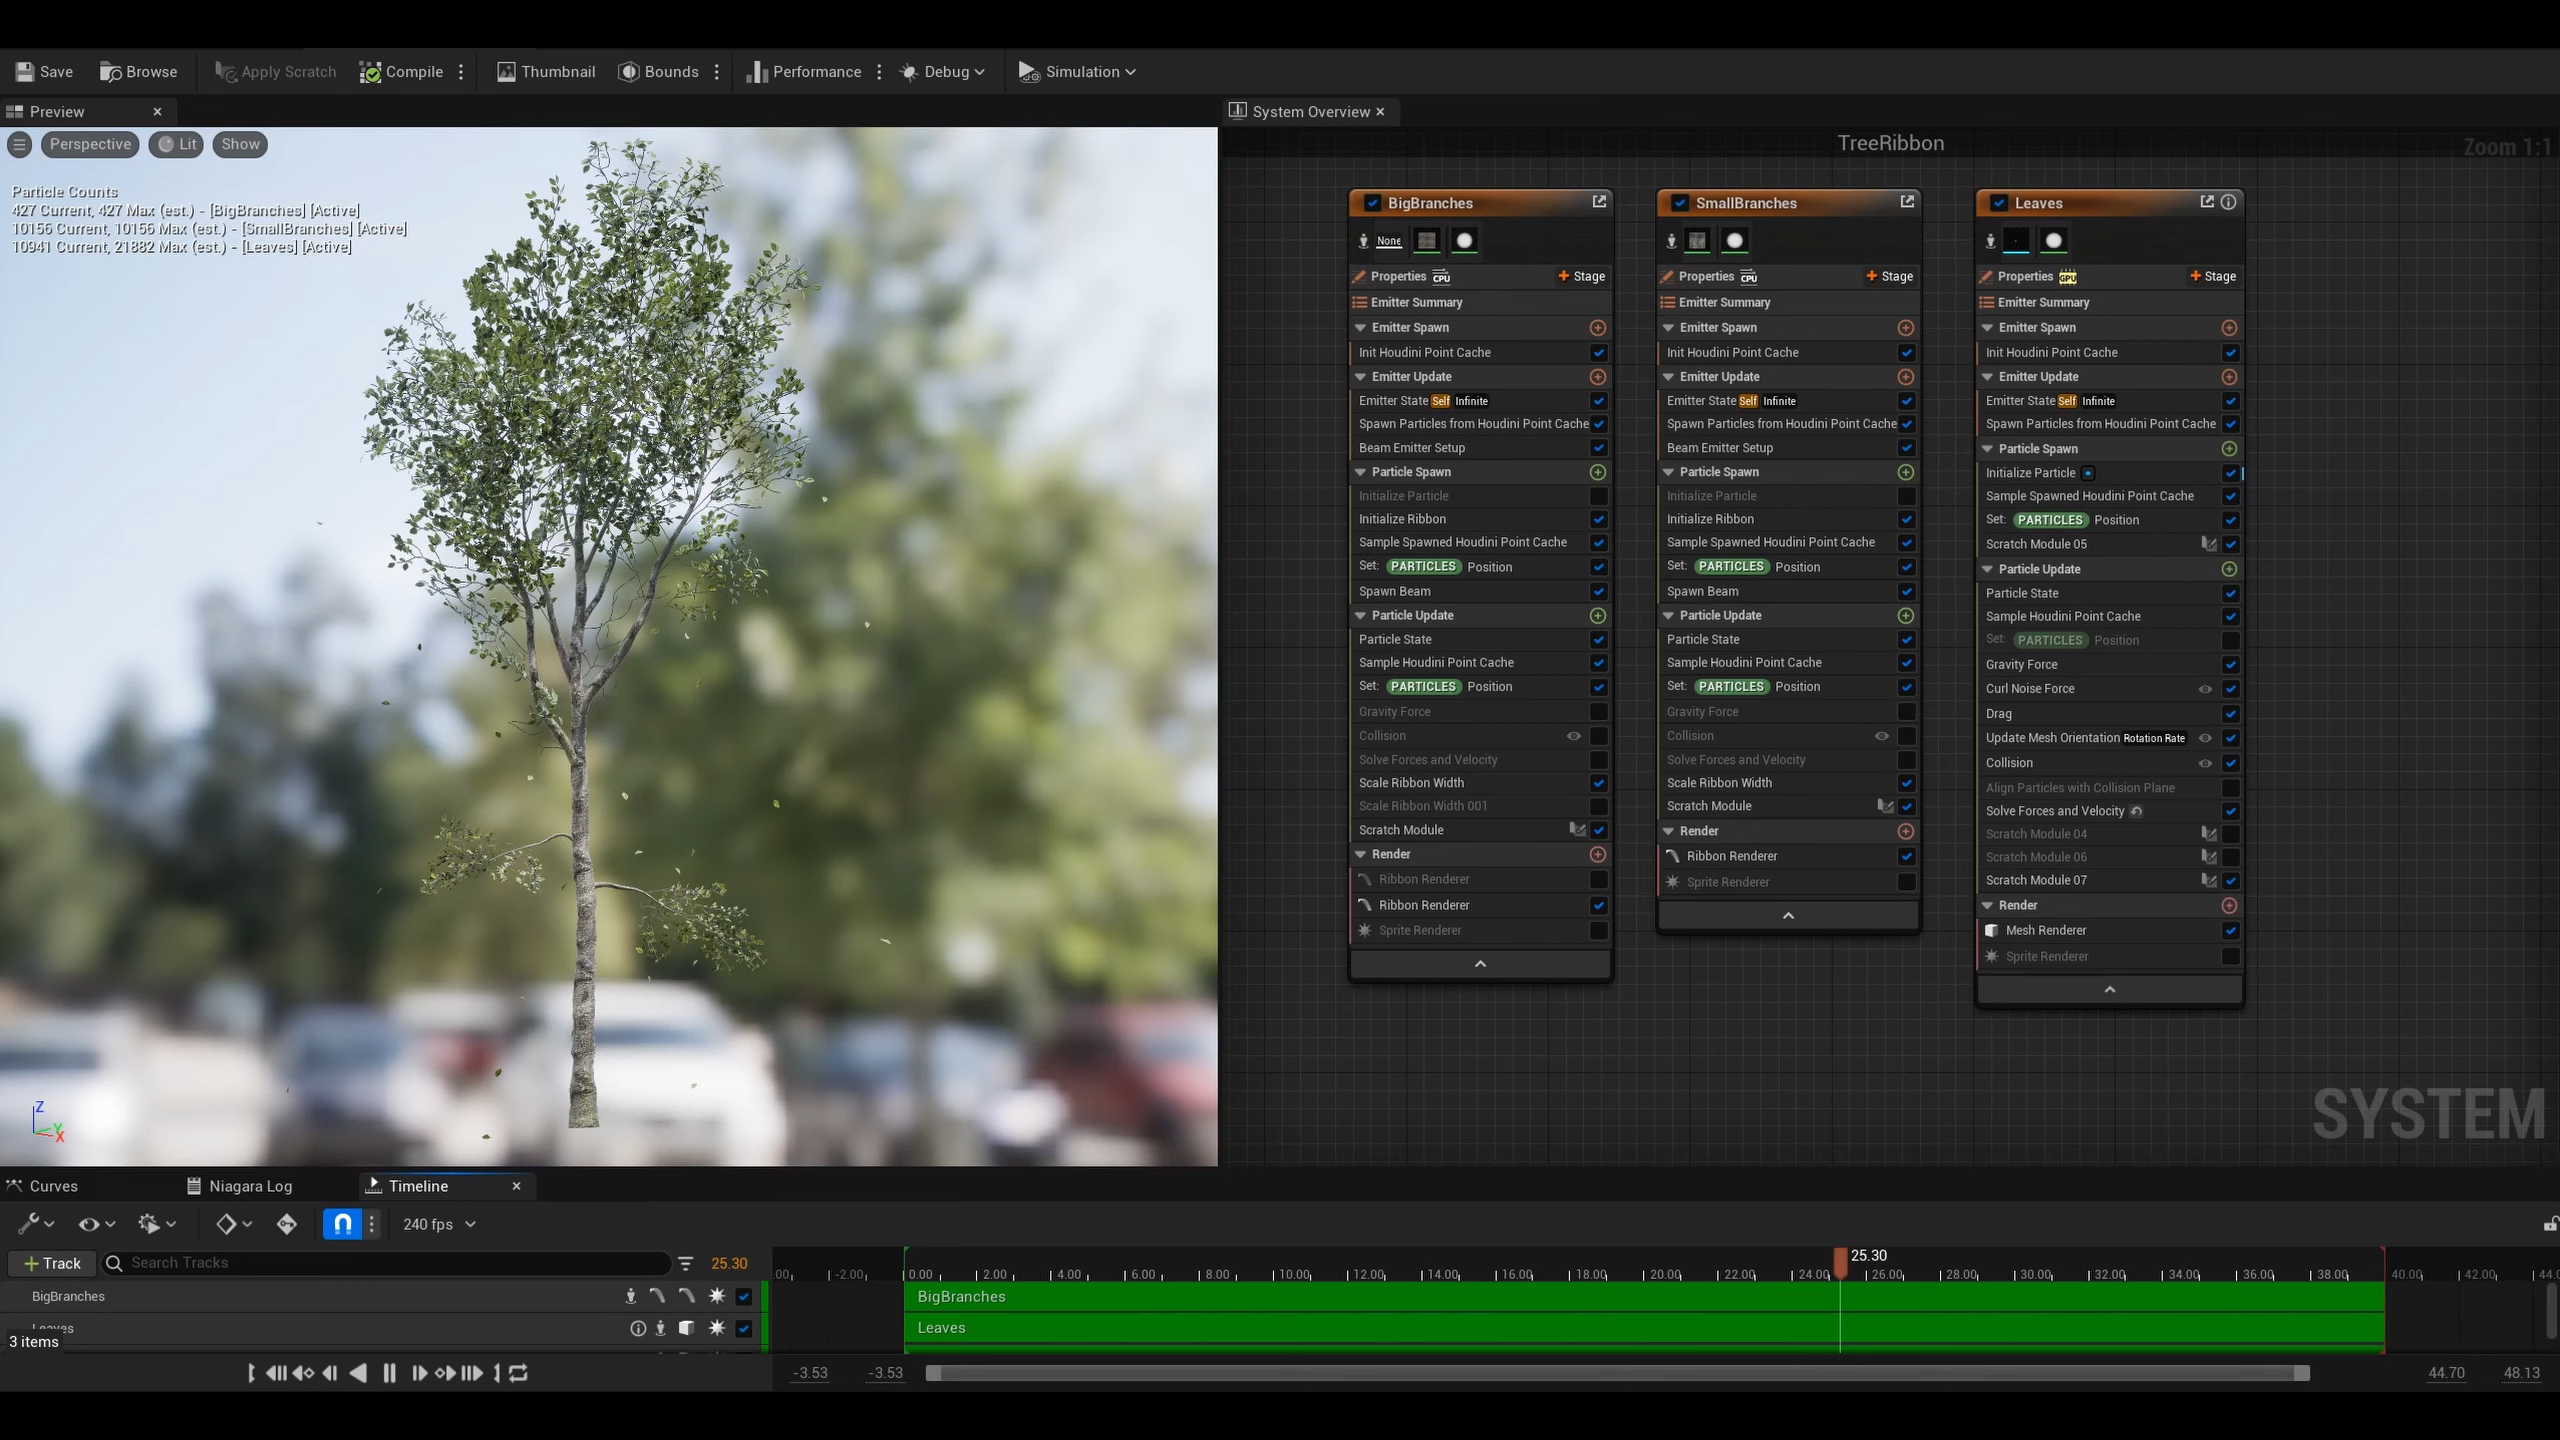 Save Browse Apply Scratch Compile Thumbnail Bounds Performance Debug Simulation
Preview
System Overview
Perspective Lit Show
TreeRibbon
Zoom 1:1
Particle Counts
427 Current, 427 Max (est.) - [BigBranches] [Active]
10156 Current, 10156 Max (est.) - [SmallBranches] [Active]
10941 Current, 21882 Max (est.) - [Leaves] [Active]
BigBranches
None
Properties CPU + Stage
Emitter Summary
Emitter Spawn
Init Houdini Point Cache
Emitter Update
Emitter State Self Infinite
Spawn Particles from Houdini Point Cache
Beam Emitter Setup
Particle Spawn
Initialize Particle
Initialize Ribbon
Sample Spawned Houdini Point Cache
Set: PARTICLES Position
Spawn Beam
Particle Update
Particle State
Sample Houdini Point Cache
Set: PARTICLES Position
Gravity Force
Collision
Solve Forces and Velocity
Scale Ribbon Width
Scale Ribbon Width 001
Scratch Module
Render
Ribbon Renderer
Ribbon Renderer
Sprite Renderer
SmallBranches
Properties CPU + Stage
Emitter Summary
Emitter Spawn
Init Houdini Point Cache
Emitter Update
Emitter State Self Infinite
Spawn Particles from Houdini Point Cache
Beam Emitter Setup
Particle Spawn
Initialize Particle
Initialize Ribbon
Sample Spawned Houdini Point Cache
Set: PARTICLES Position
Spawn Beam
Particle Update
Particle State
Sample Houdini Point Cache
Set: PARTICLES Position
Gravity Force
Collision
Solve Forces and Velocity
Scale Ribbon Width
Scratch Module
Render
Ribbon Renderer
Sprite Renderer
Leaves
Properties GPU + Stage
Emitter Summary
Emitter Spawn
Init Houdini Point Cache
Emitter Update
Emitter State Self Infinite
Spawn Particles from Houdini Point Cache
Particle Spawn
Initialize Particle
Sample Spawned Houdini Point Cache
Set: PARTICLES Position
Scratch Module 05
Particle Update
Particle State
Sample Houdini Point Cache
Set: PARTICLES Position
Gravity Force
Curl Noise Force
Drag
Update Mesh Orientation Rotation Rate
Collision
Align Particles with Collision Plane
Solve Forces and Velocity
Scratch Module 04
Scratch Module 06
Scratch Module 07
Render
Mesh Renderer
Sprite Renderer
SYSTEM
Z
Y
X
Curves Niagara Log Timeline
240 fps
+ Track Search Tracks 25.30
25.30
.00 -2.00 0.00 2.00 4.00 6.00 8.00 10.00 12.00 14.00 16.00 18.00 20.00 22.00 24.00 26.00 28.00 30.00 32.00 34.00 36.00 38.00 40.00 42.00 44.0
BigBranches
BigBranches
Leaves
Leaves
3 items
-3.53 -3.53 44.70 48.13